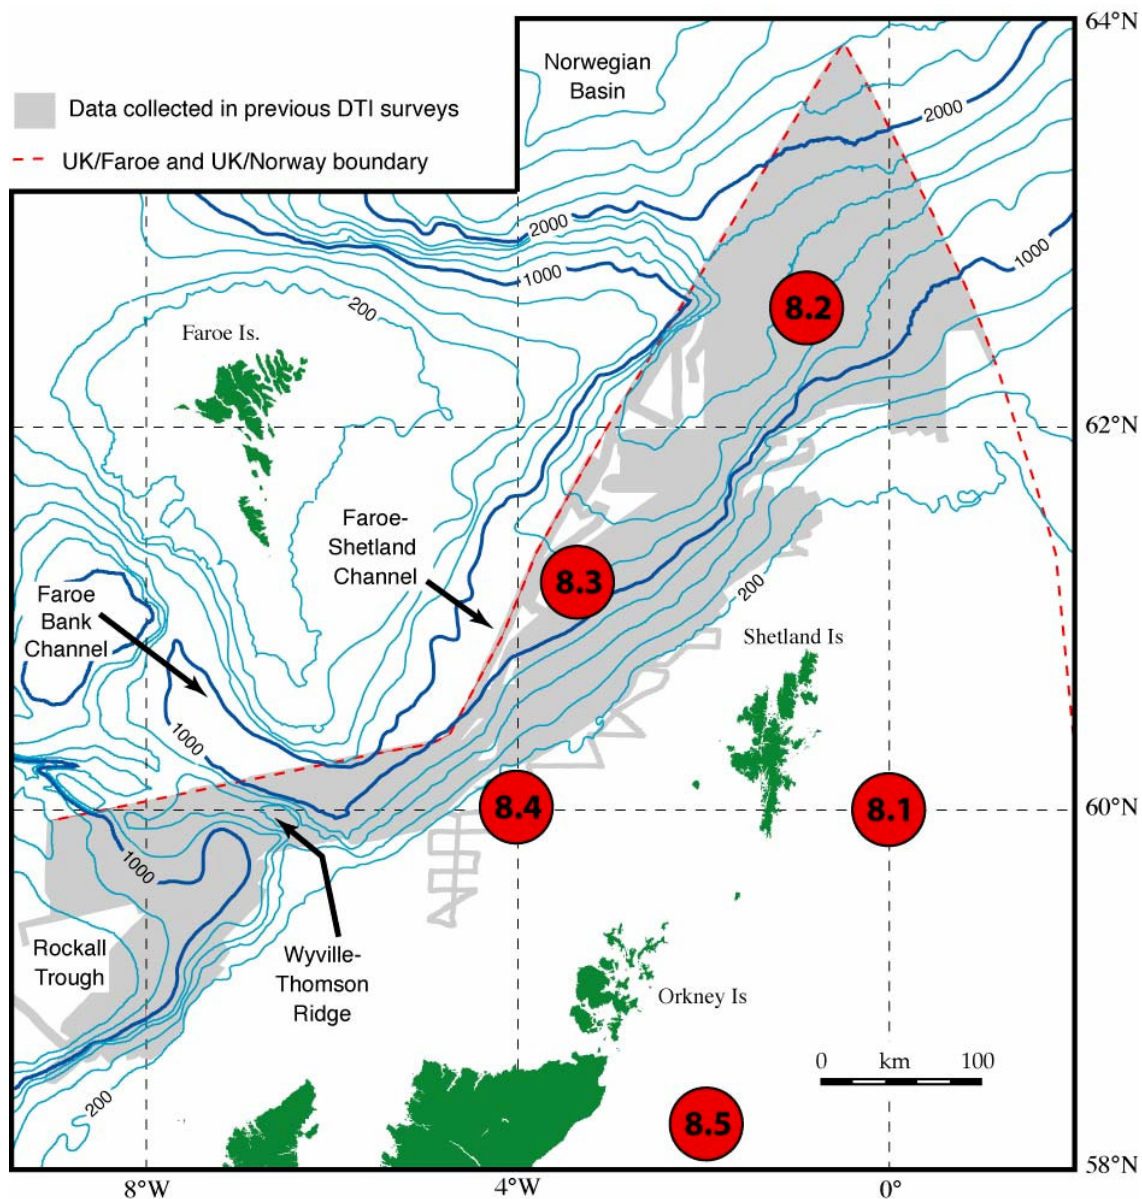 64°N
Norwegian
Basin
Data collected in previous DTI surveys
UK/Faroe and UK/Norway boundary
2000
2000
1000
1000
200
Faroe Is.
8.2
62°N
Faroe-
Shetland
Channel
8.3
Faroe
Bank
Channel
200
Shetland Is
1000
8.4
8.1
60°N
1000
Rockall
Trough
Wyville-
Thomson
Ridge
Orkney Is
0 km 100
200
8.5
58°N
8°W
4°W
0°